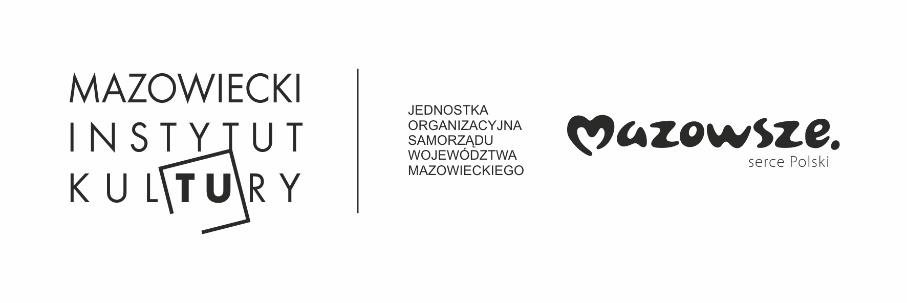 MAZOWIECKI
INSTYTUT
KULTURY
JEDNOSTKA
ORGANIZACYJNA
SAMORZĄDU
WOJEWÓDZTWA
MAZOWIECKIEGO
Mazowsze.
serce Polski